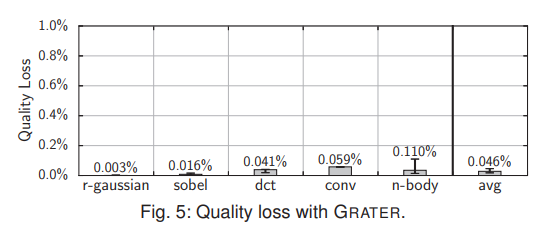 1.0%
0.8%
0.6%
0.4%
0.2%
0.0%
Quality Loss
0.003%
0.016%
0.041%
0.059%
0.110%
0.046%
r-gaussian
sobel
dct
conv
n-body
avg
Fig. 5: Quality loss with GRATER.